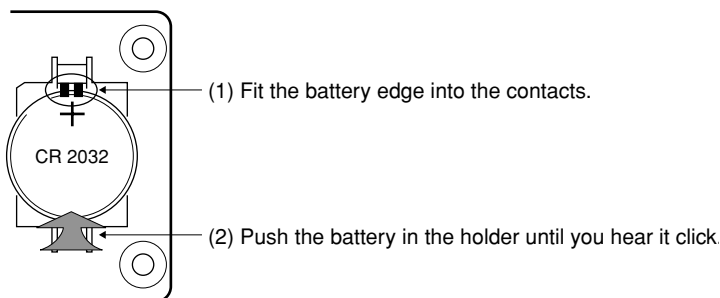 (1) Fit the battery edge into the contacts.
+
CR 2032
(2) Push the battery in the holder until you hear it click.